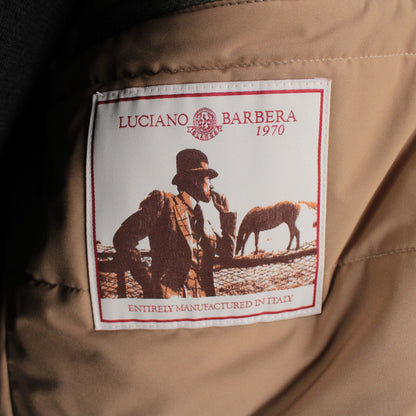 LUCIANO BARBERA
1970
ENTIRELY MANUFACTURED IN ITALY